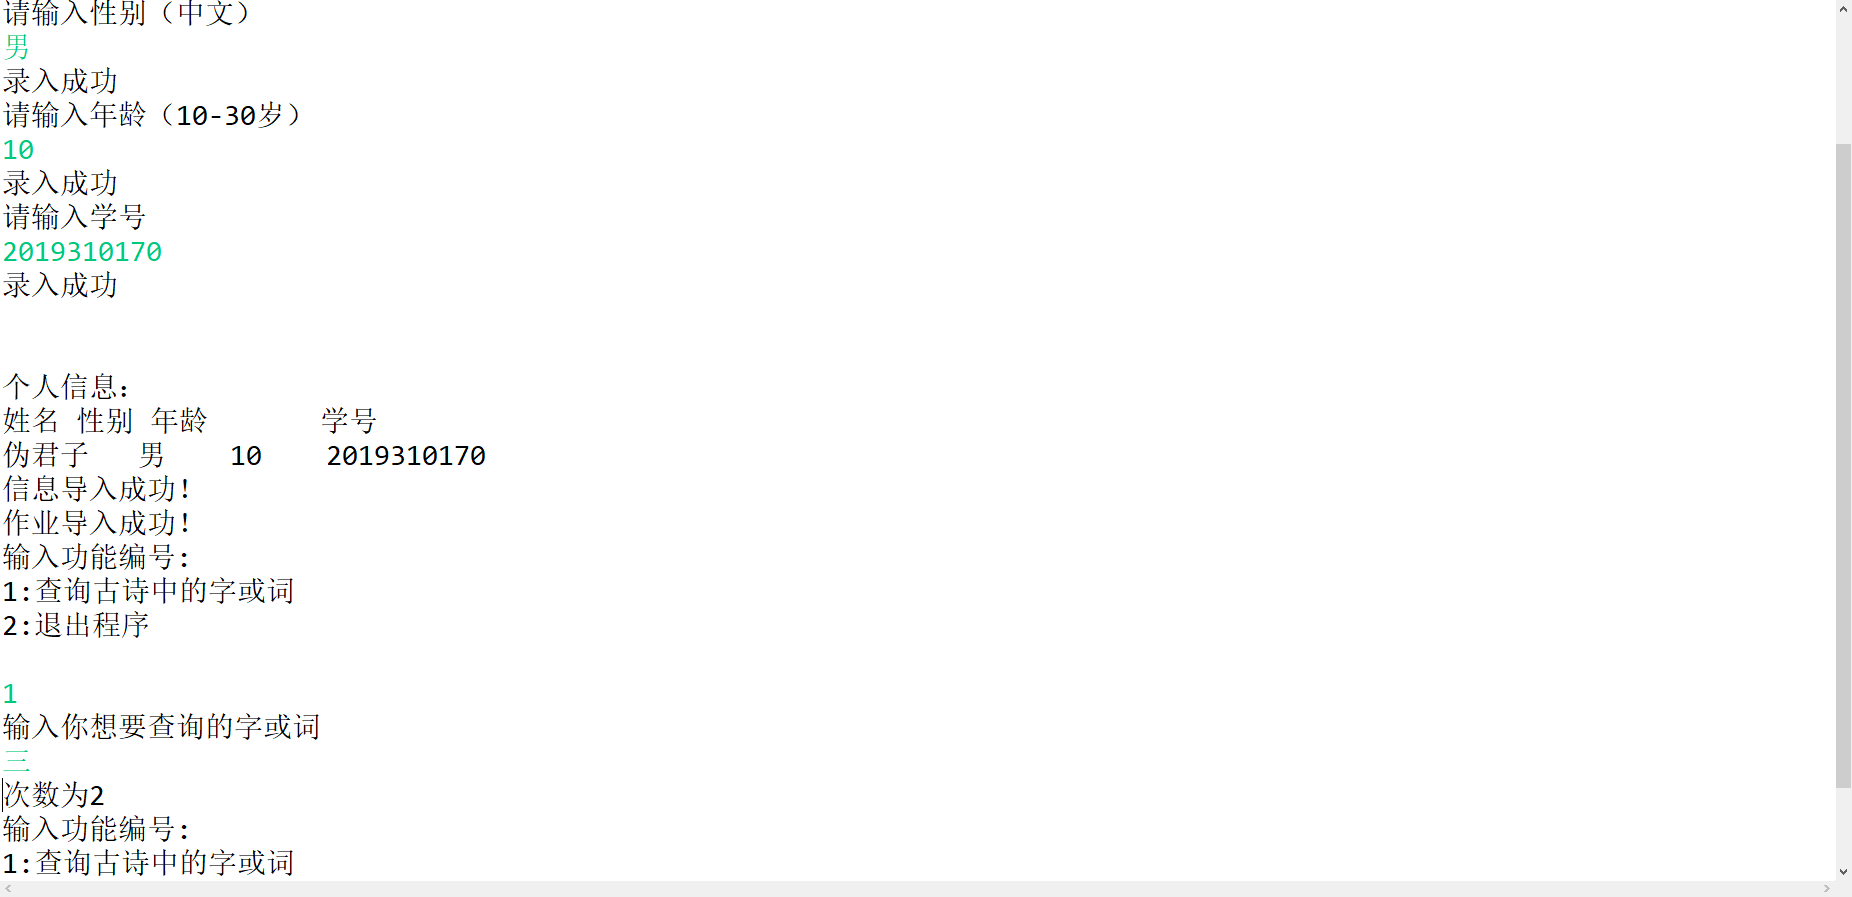 请输入性别（中文）
男
录入成功
请输入年龄（10-30岁）
10
录入成功
请输入学号
2019310170
录入成功
个人信息：
姓名 性别 年龄       学号
伪君子   男    10    2019310170
信息导入成功！
作业导入成功！
输入功能编号：
1:查询古诗中的字或词
2:退出程序
1
输入你想要查询的字或词
三
次数为2
输入功能编号：
1:查询古诗中的字或词